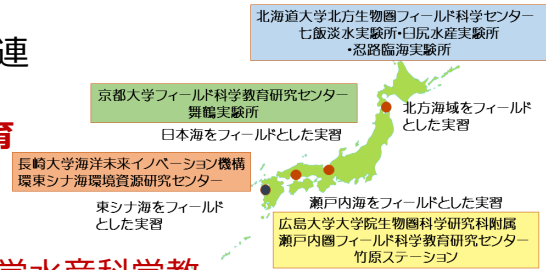 北海道大学北方生物圏フィールド科学センター
七飯淡水実験所・臼尻水産実験所
・忍路臨海実験所
連
京都大学フィールド科学教育研究センター
舞鶴実験所
北方海域をフィールド
とした実習
日本海をフィールドとした実習
育
長崎大学海洋未来イノベーション機構
環東シナ海環境資源研究センター
東シナ海をフィールド
とした実習
瀬戸内海をフィールドとした実習
広島大学大学院生物圏科学研究科附属
瀬戸内圏フィールド科学教育研究センター
竹原ステーション
学水産科学教